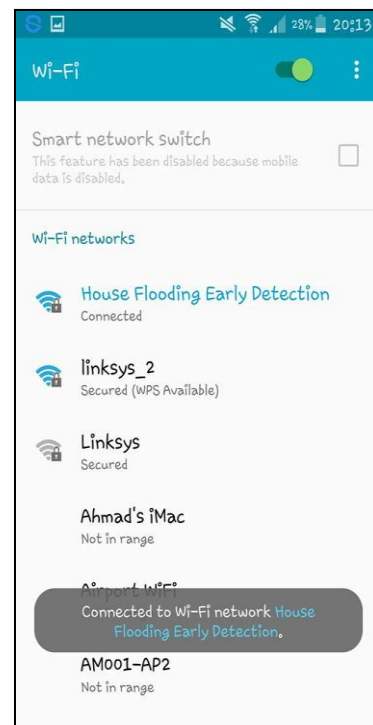 28% 20:13
Wi-Fi
Smart network switch
This feature has been disabled because mobile
data is disabled.
Wi-Fi networks
House Flooding Early Detection
Connected
linksys_2
Secured (WPS Available)
Linksys
Secured
Ahmad's iMac
Not in range
Airport WiFi
Connected to Wi-Fi network House
Flooding Early Detection.
AM001-AP2
Not in range